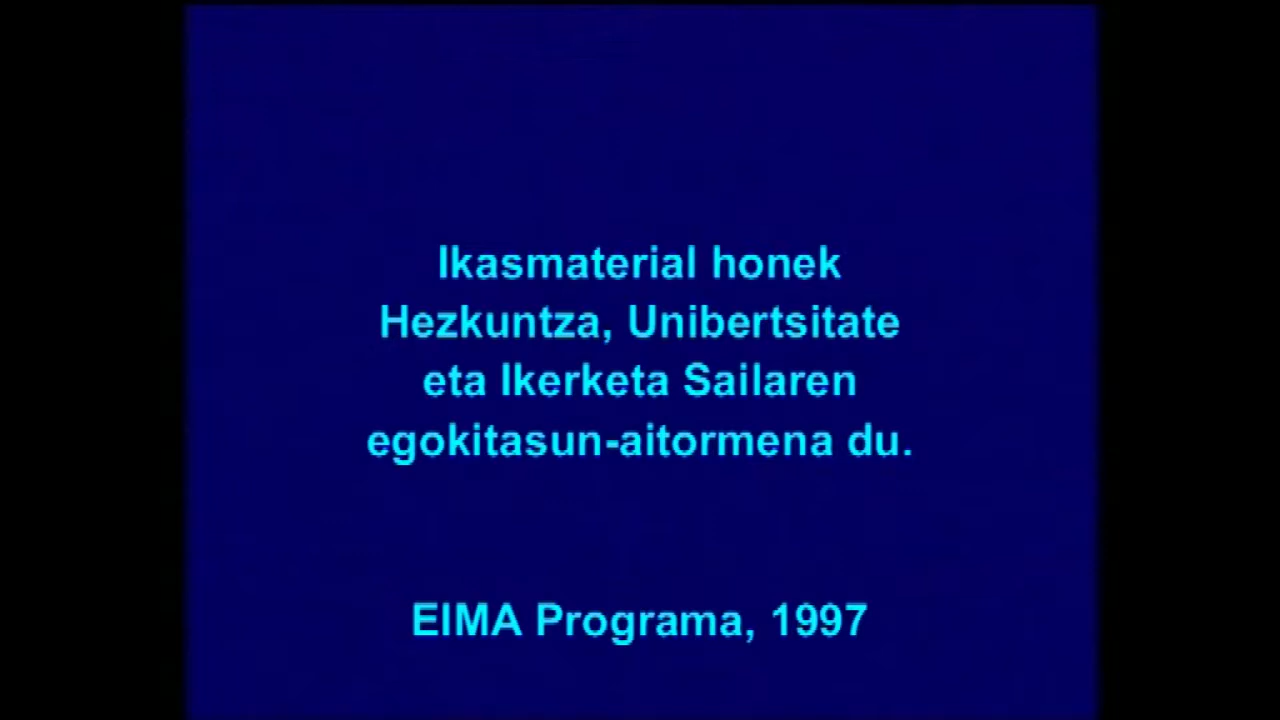 Ikasmaterial honek
Hezkuntza, Unibertsitate
eta Ikerketa Sailaren
egokitasun-aitormena du.
EIMA Programa, 1997